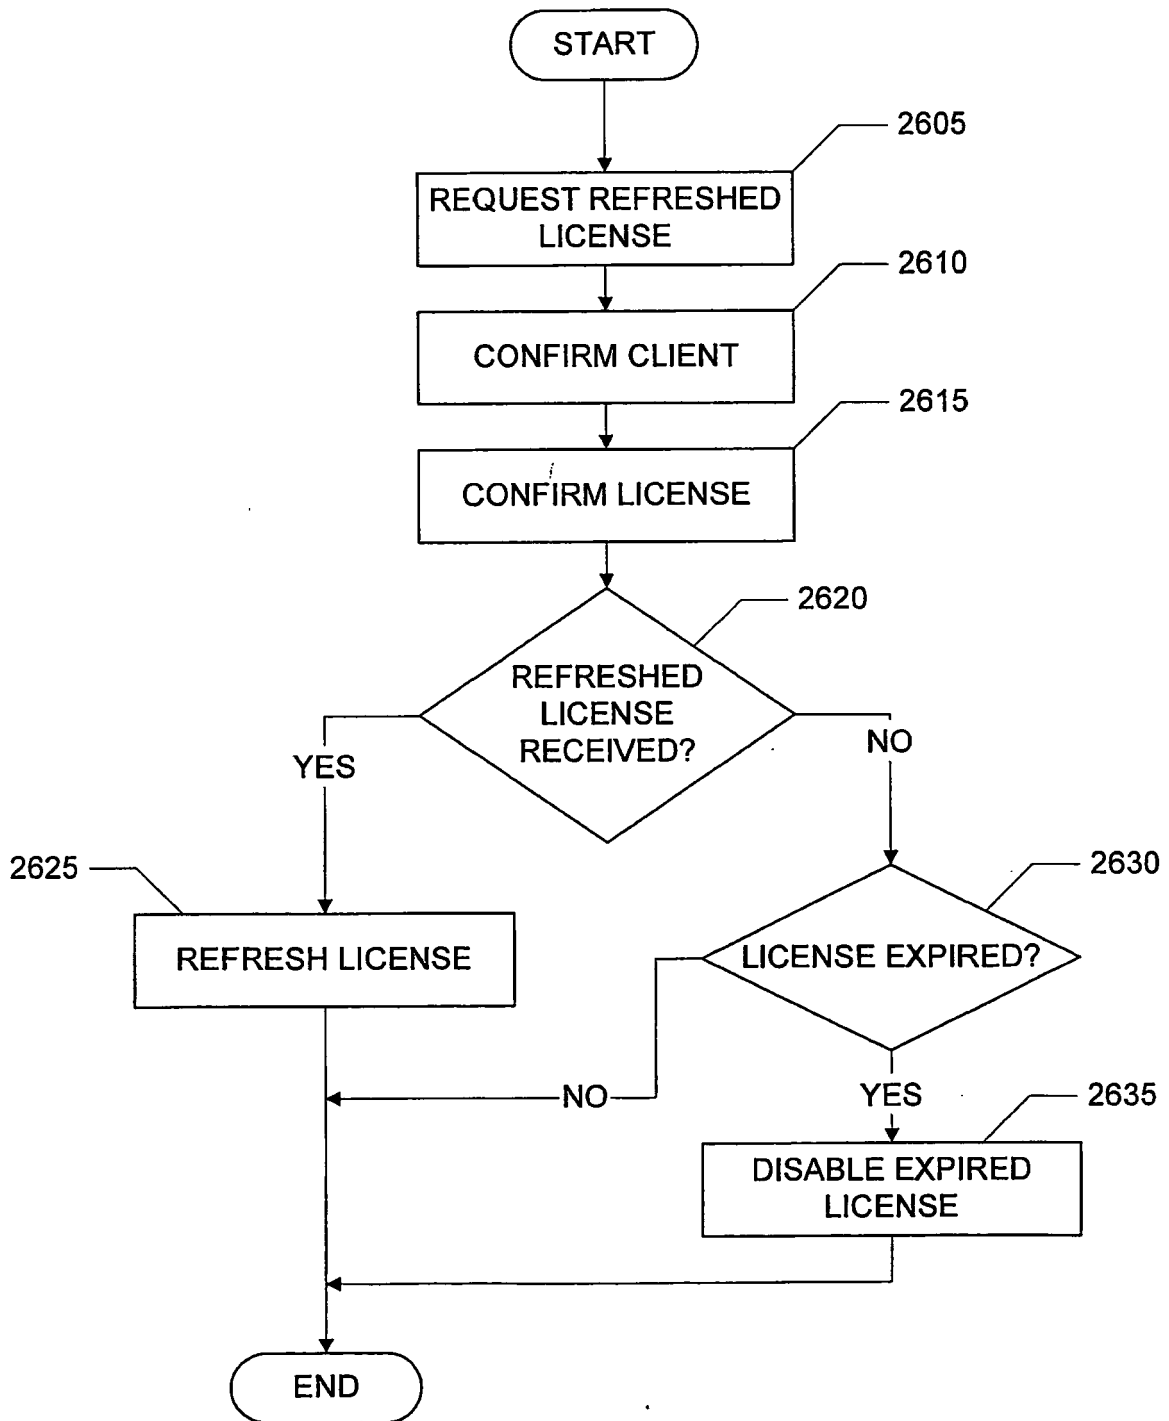 START
2605
REQUEST REFRESHED
LICENSE
2610
CONFIRM CLIENT
2615
CONFIRM LICENSE
2620
REFRESHED
LICENSE
RECEIVED?
YES
NO
2625
2630
REFRESH LICENSE
LICENSE EXPIRED?
NO
YES
2635
DISABLE EXPIRED
LICENSE
END